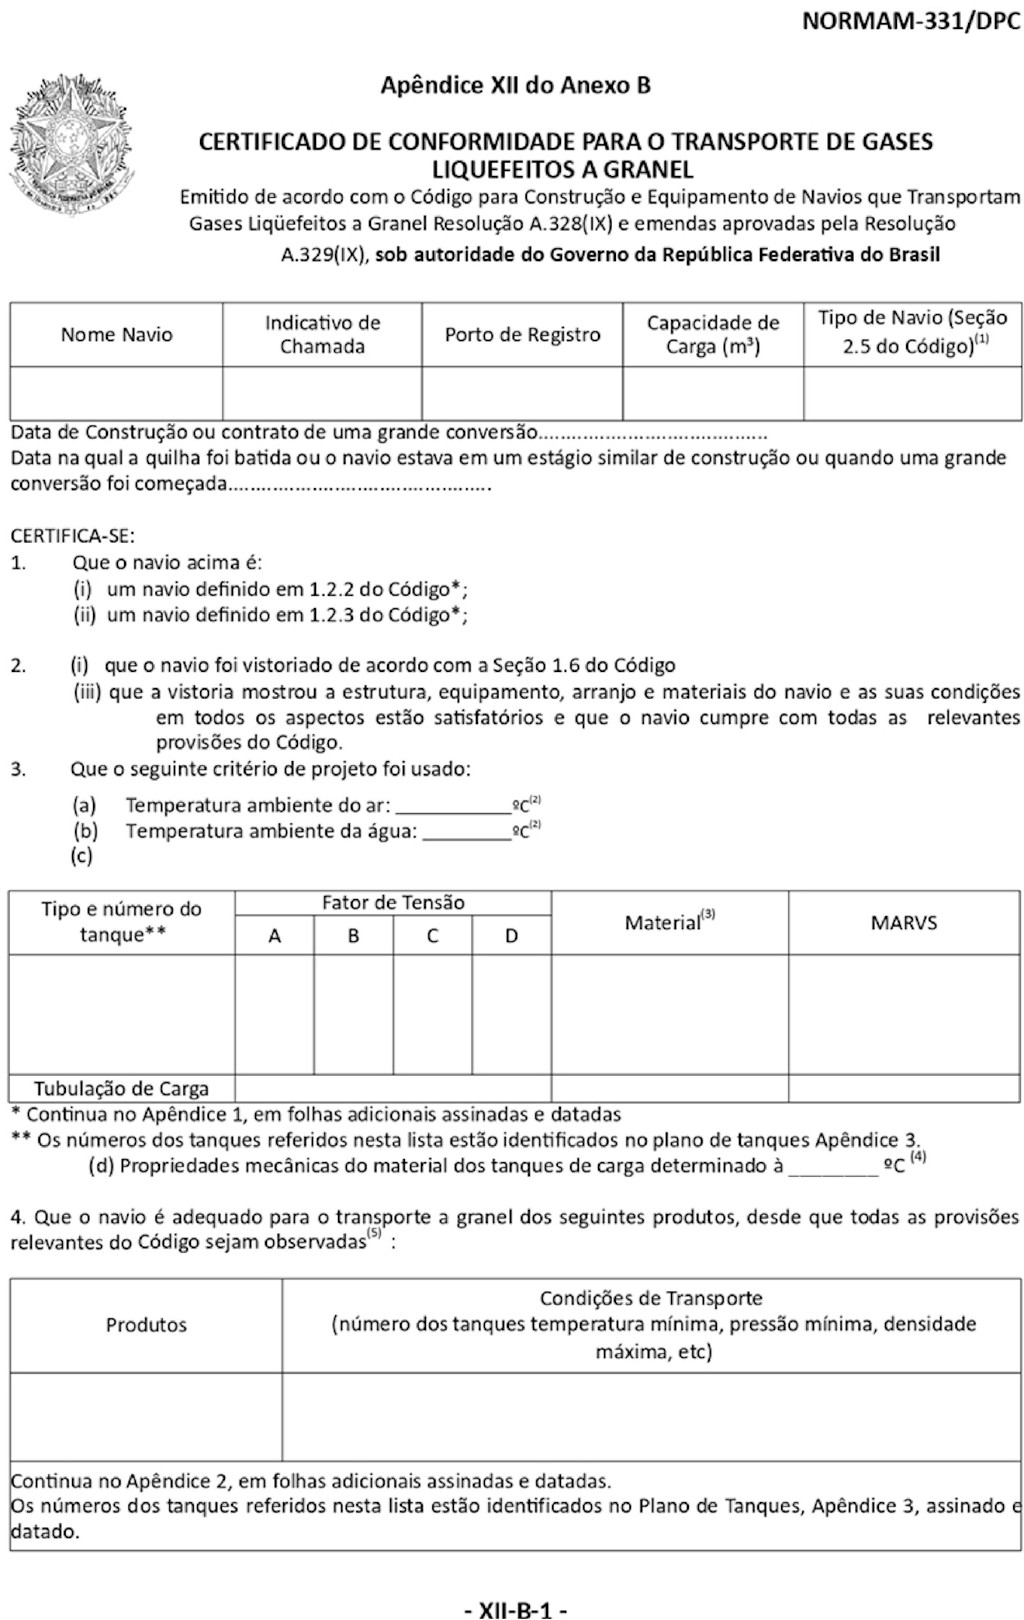 NORMAM-331/DPC
Apêndice XII do Anexo B
CERTIFICADO DE CONFORMIDADE PARA O TRANSPORTE DE GASES
LIQUEFEITOS A GRANEL
Emitido de acordo com o Código para Construção e Equipamento de Navios que Transportam
Gases Liqüefeitos a Granel Resolução A.328(IX) e emendas aprovadas pela Resolução
A.329(IX), sob autoridade do Governo da República Federativa do Brasil
Nome Navio
Indicativo de
Chamada
Porto de Registro
Capacidade de
Carga (m³)
Tipo de Navio (Seção
2.5 do Código)(1)
Data de Construção ou contrato de uma grande conversão..........................................
Data na qual a quilha foi batida ou o navio estava em um estágio similar de construção ou quando uma grande
conversão foi começada................................................
CERTIFICA-SE:
1. Que o navio acima é:
(i) um navio definido em 1.2.2 do Código*;
(ii) um navio definido em 1.2.3 do Código*;
2. (i) que o navio foi vistoriado de acordo com a Seção 1.6 do Código
(iii) que a vistoria mostrou a estrutura, equipamento, arranjo e materiais do navio e as suas condições
em todos os aspectos estão satisfatórios e que o navio cumpre com todas as relevantes
provisões do Código.
3. Que o seguinte critério de projeto foi usado:
(a) Temperatura ambiente do ar: ___________ºC(2)
(b) Temperatura ambiente da água: _________ºC(2)
(c)
Tipo e número do
tanque**
Fator de Tensão
A B C D
Material(3)
MARVS
Tubulação de Carga
* Continua no Apêndice 1, em folhas adicionais assinadas e datadas
** Os números dos tanques referidos nesta lista estão identificados no plano de tanques Apêndice 3.
(d) Propriedades mecânicas do material dos tanques de carga determinado à _________ ºC (4)
4. Que o navio é adequado para o transporte a granel dos seguintes produtos, desde que todas as provisões
relevantes do Código sejam observadas(5) :
Produtos
Condições de Transporte
(número dos tanques temperatura mínima, pressão mínima, densidade
máxima, etc)
Continua no Apêndice 2, em folhas adicionais assinadas e datadas.
Os números dos tanques referidos nesta lista estão identificados no Plano de Tanques, Apêndice 3, assinado e
datado.
- XII-B-1 -